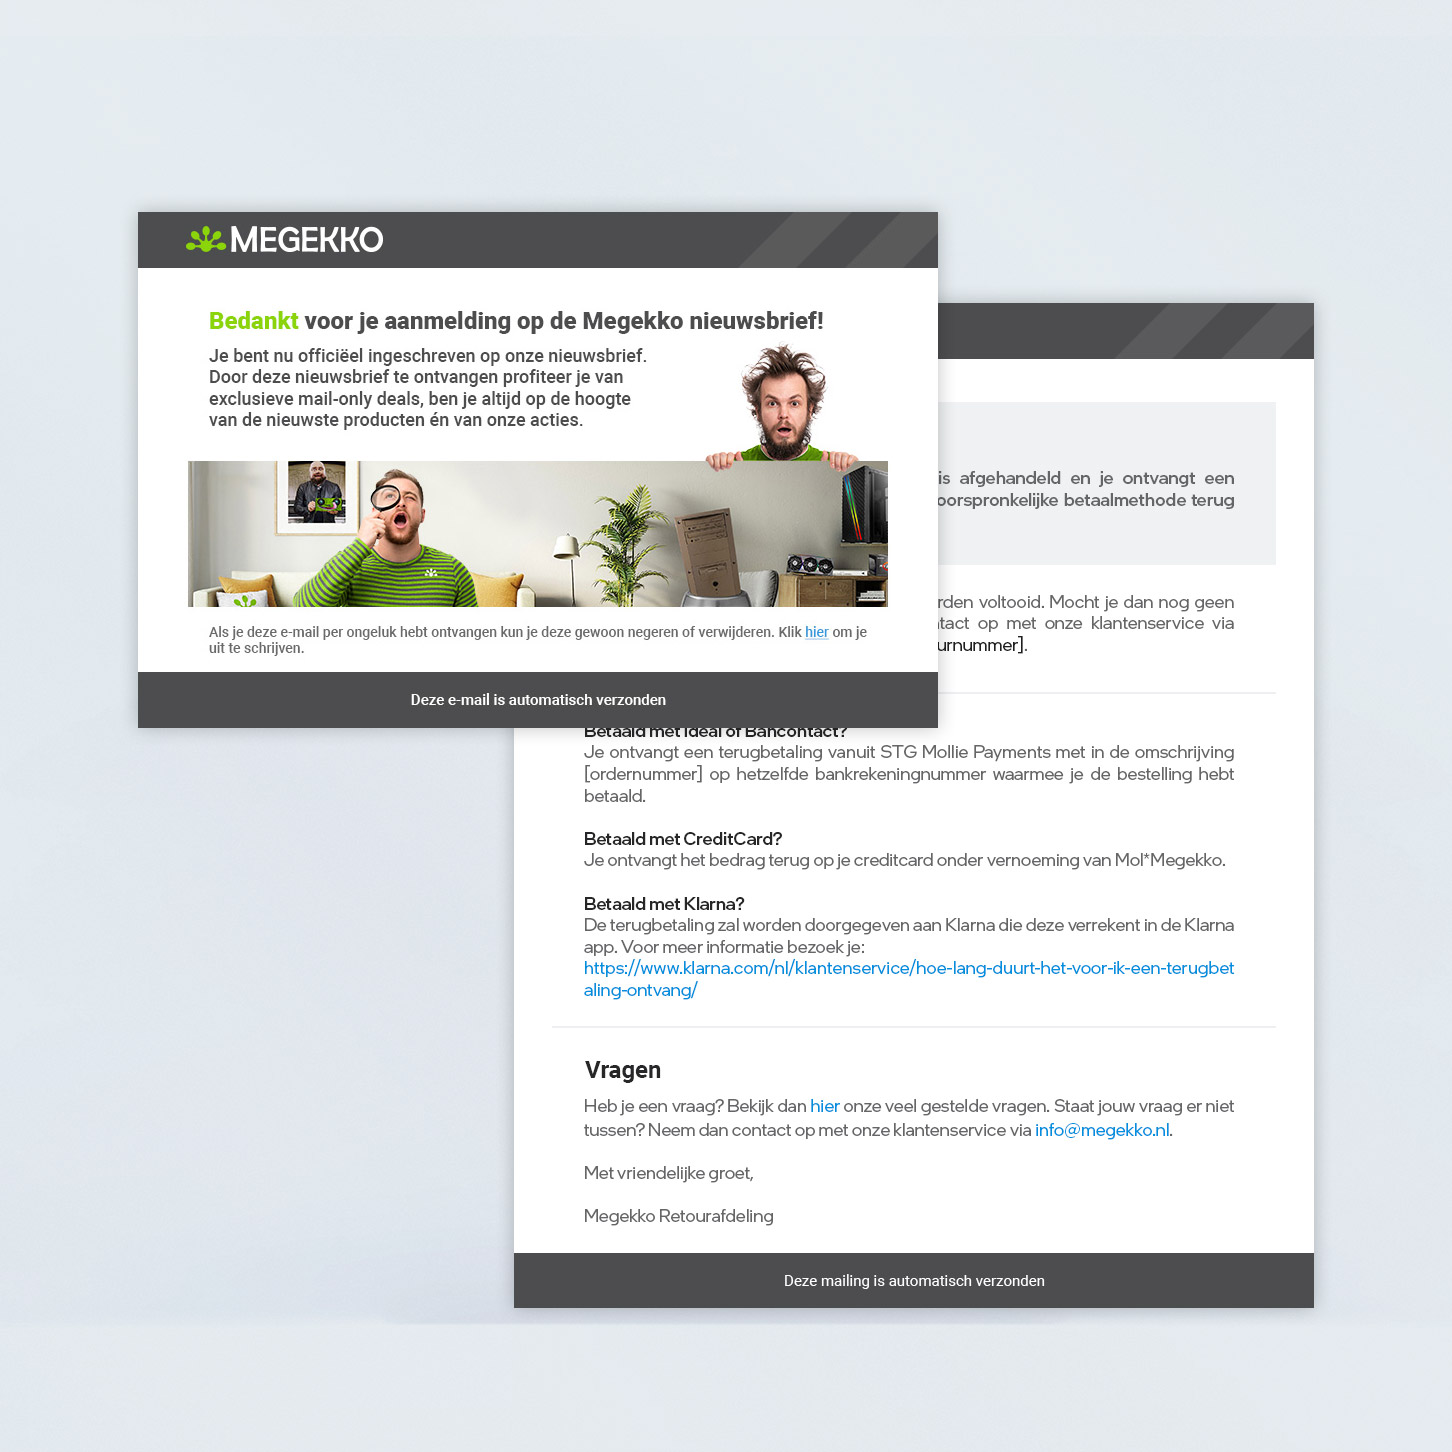 MEGEKKO
Bedankt voor je aanmelding op de Megekko nieuwsbrief!
Je bent nu officiëel ingeschreven op onze nieuwsbrief.
Door deze nieuwsbrief te ontvangen profiteer je van
exclusieve mail-only deals, ben je altijd op de hoogte
van de nieuwste producten én van onze acties.
Als je deze e-mail per ongeluk hebt ontvangen kun je deze gewoon negeren of verwijderen. Klik hier om je
uit te schrijven.
Deze e-mail is automatisch verzonden
is afgehandeld en je ontvangt een
oorspronkelijke betaalmethode terug
rden voltooid. Mocht je dan nog geen
ntact op met onze klantenservice via
urnummer].
Betaald met Ideal of Bancontact?
Je ontvangt een terugbetaling vanuit STG Mollie Payments met in de omschrijving
[ordernummer] op hetzelfde bankrekeningnummer waarmee je de bestelling hebt
betaald.
Betaald met CreditCard?
Je ontvangt het bedrag terug op je creditcard onder vernoeming van Mol*Megekko.
Betaald met Klarna?
De terugbetaling zal worden doorgegeven aan Klarna die deze verrekent in de Klarna
app. Voor meer informatie bezoek je:
https://www.klarna.com/nl/klantenservice/hoe-lang-duurt-het-voor-ik-een-terugbet
aling-ontvang/
Vragen
Heb je een vraag? Bekijk dan hier onze veel gestelde vragen. Staat jouw vraag er niet
tussen? Neem dan contact op met onze klantenservice via info@megekko.nl.
Met vriendelijke groet,
Megekko Retourafdeling
Deze mailing is automatisch verzonden